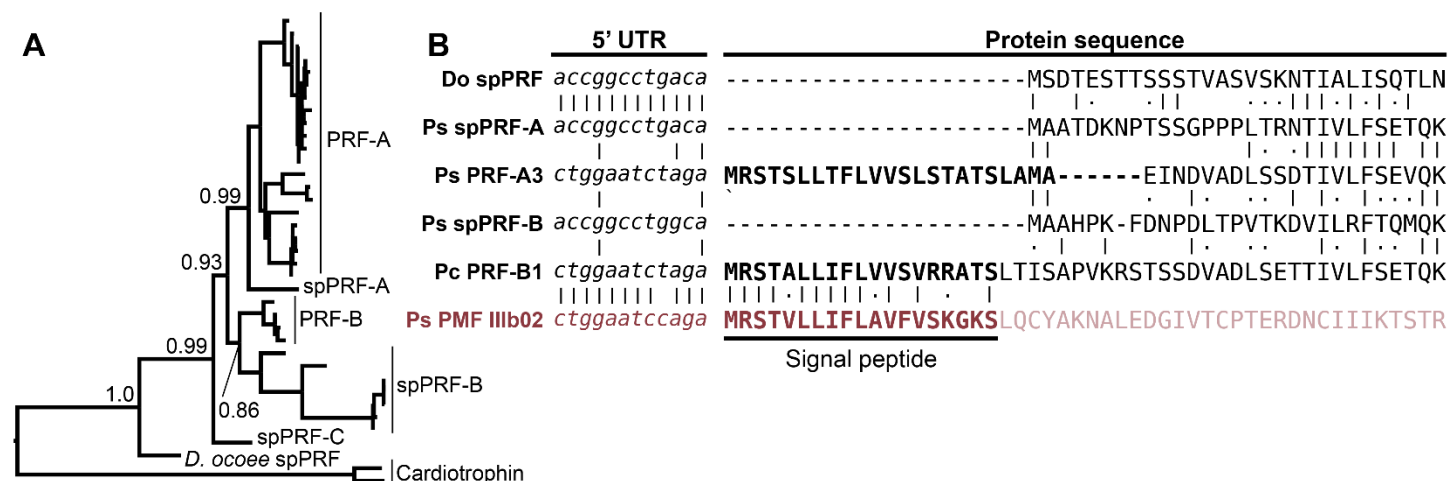 A
PRF-A
0.99
0.93
spPRF-A
PRF-B
0.99
spPRF-B
1.0
0.86
spPRF-C
D. ocoee spPRF
Cardiotrophin
B
5’ UTR Protein sequence
Do spPRF accggcctgaca --------------------MSDTESTTSSSTVASVSKNTIALISQTLN
Ps spPRF-A accggcctgaca --------------------MAATDKNPTSSGPPPLTRNTIVLFSETQK
Ps PRF-A3 ctggaatctaga MRSTSLLTFLVVSLSTATSLAMA------EINDVADLSSDTIVLFSEVQK
Ps spPRF-B accggcctggca --------------------MAAHPK-FDNPDLTPVTKDVILRFTQMQK
Pc PRF-B1 ctggaatctaga MRSTALLIFLVVSVRRATSLTISAPVKRSTSSDVADLSETTIVLFSETQK
Ps PMF IIIb02 ctggaatccaga MRSTVLLIFLAVFVSKGKSLQCYAKNALEDGIVTCPTERDNCIIIKTSTR
Signal peptide